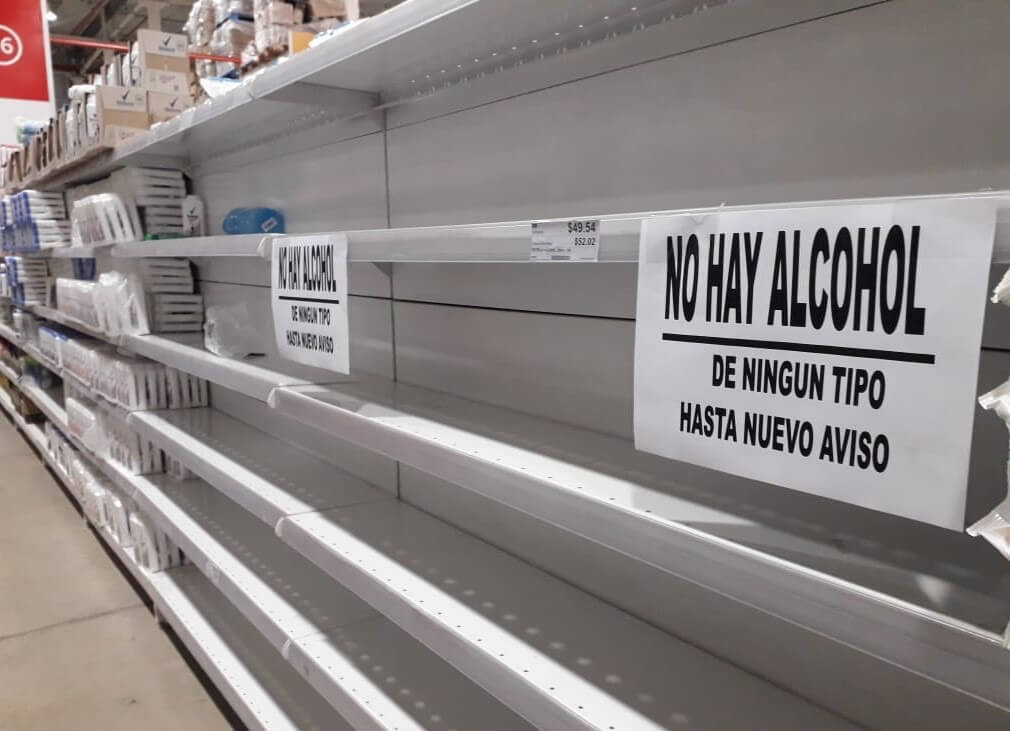 6
NO HAY ALCOHOL
DE NINGUN TIPO
HASTA NUEVO AVISO
$49.54
$52.02
NO HAY ALCOHOL
DE NINGUN TIPO
HASTA NUEVO AVISO